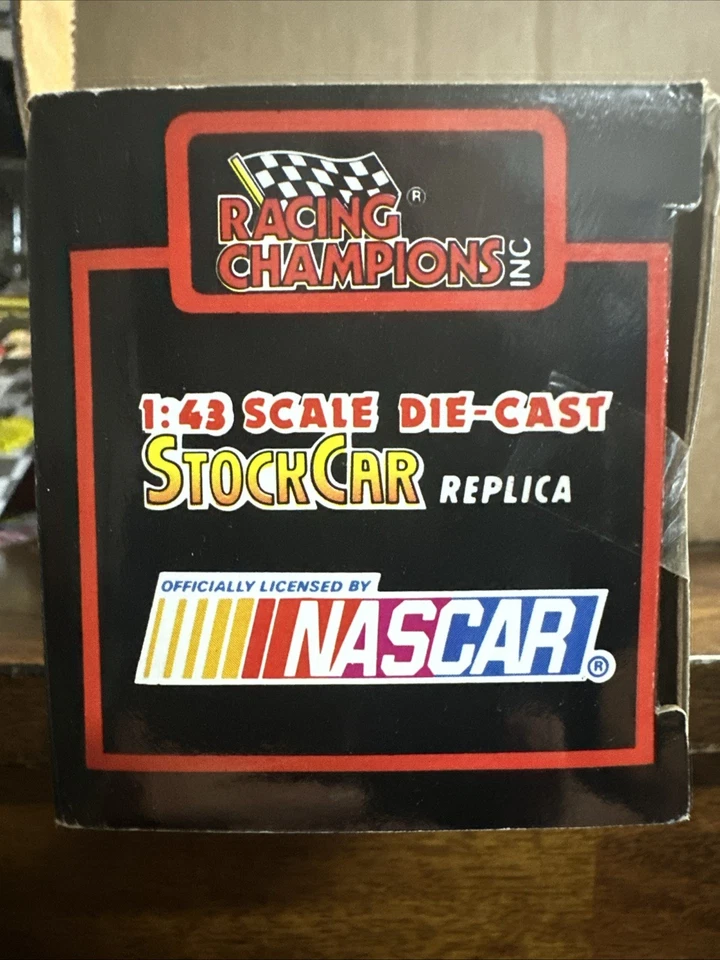 RACING ®
CHAMPIONS INC
1:43 SCALE DIE-CAST
STOCKCAR REPLICA
OFFICIALLY LICENSED BY
NASCAR ®